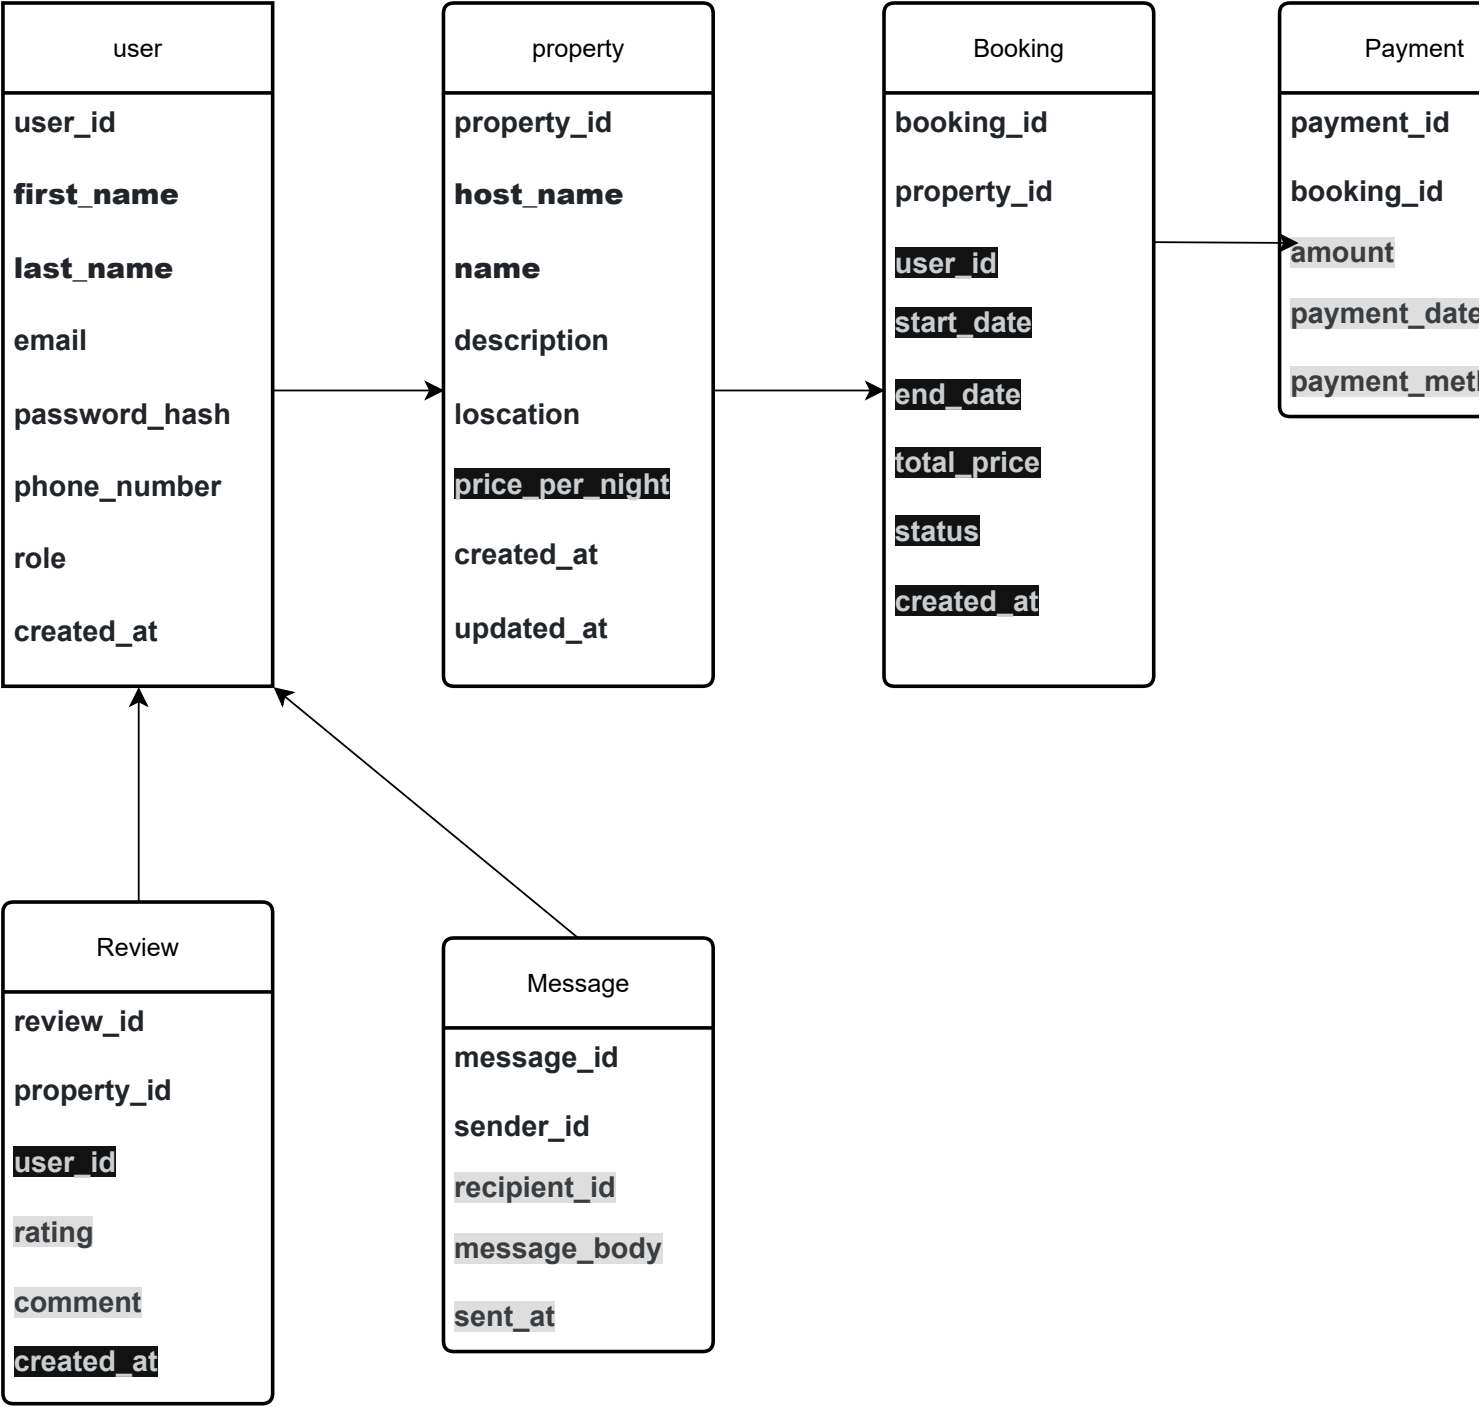 user
user_id
first_name
last_name
email
password_hash
phone_number
role
created_at
property
property_id
host_name
name
description
loscation
price_per_night
created_at
updated_at
Booking
booking_id
property_id
user_id
start_date
end_date
total_price
status
created_at
Payment
payment_id
booking_id
amount
payment_date
Review
review_id
property_id
user_id
rating
comment
created_at
Message
message_id
sender_id
recipient_id
message_body
sent_at